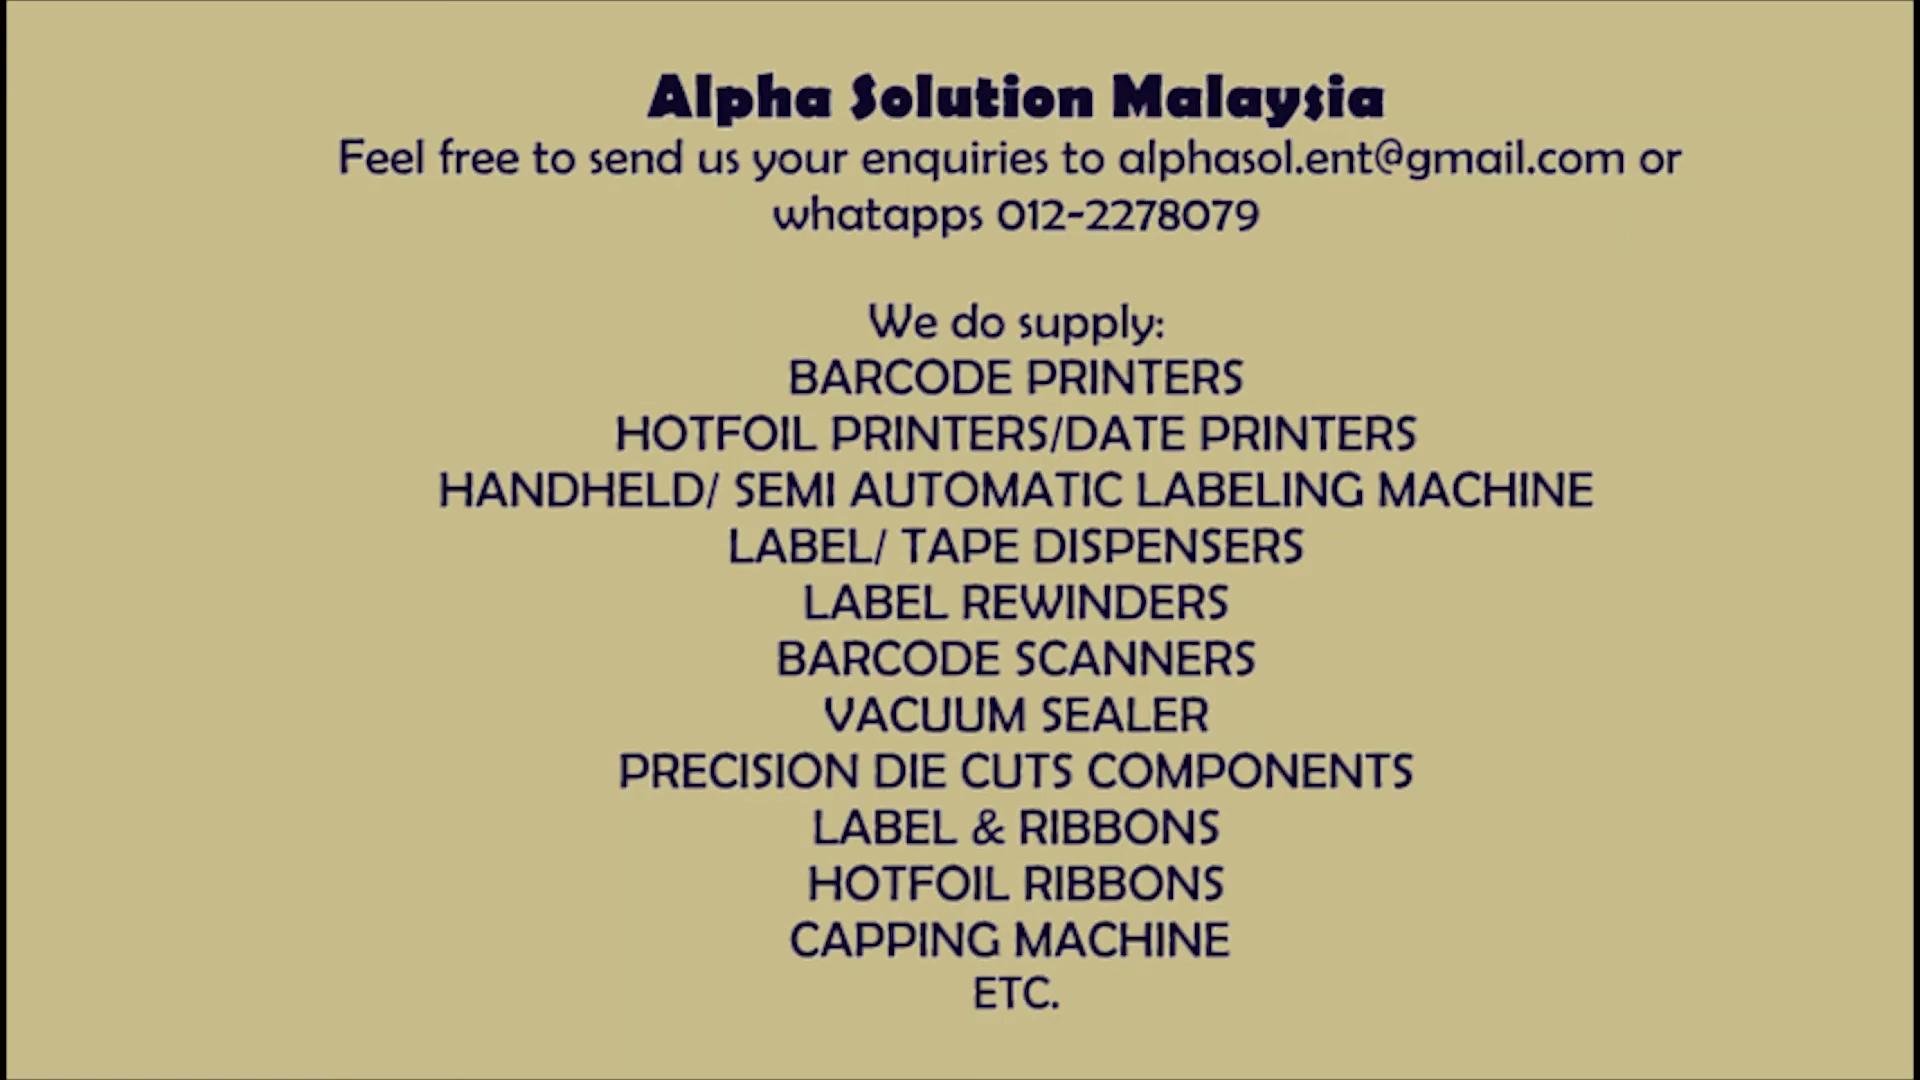 Alpha Solution Malaysia
Feel free to send us your enquiries to alphasol.ent@gmail.com or
whatapps 012-2278079
We do supply:
BARCODE PRINTERS
HOTFOIL PRINTERS/DATE PRINTERS
HANDHELD/ SEMI AUTOMATIC LABELING MACHINE
LABEL/ TAPE DISPENSERS
LABEL REWINDERS
BARCODE SCANNERS
VACUUM SEALER
PRECISION DIE CUTS COMPONENTS
LABEL & RIBBONS
HOTFOIL RIBBONS
CAPPING MACHINE
ETC.